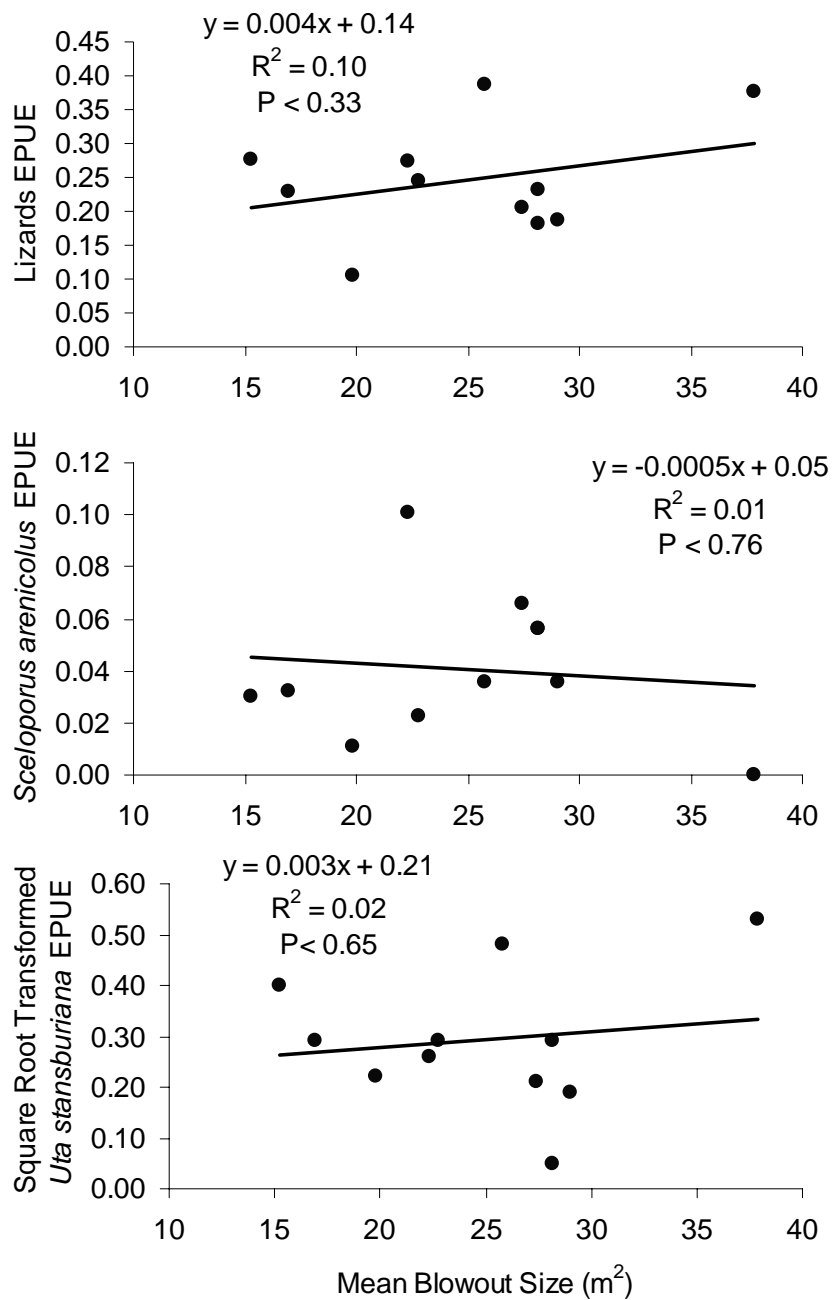 y = 0.004x + 0.14
R² = 0.10
P < 0.33
Lizards EPUE
0.45
0.40
0.35
0.30
0.25
0.20
0.15
0.10
0.05
0.00
10 15 20 25 30 35 40
y = -0.0005x + 0.05
R² = 0.01
P < 0.76
Sceloporus arenicolus EPUE
0.12
0.10
0.08
0.06
0.04
0.02
0.00
10 15 20 25 30 35 40
y = 0.003x + 0.21
R² = 0.02
P< 0.65
Square Root Transformed
Uta stansburiana EPUE
0.60
0.50
0.40
0.30
0.20
0.10
0.00
10 15 20 25 30 35 40
Mean Blowout Size (m²)